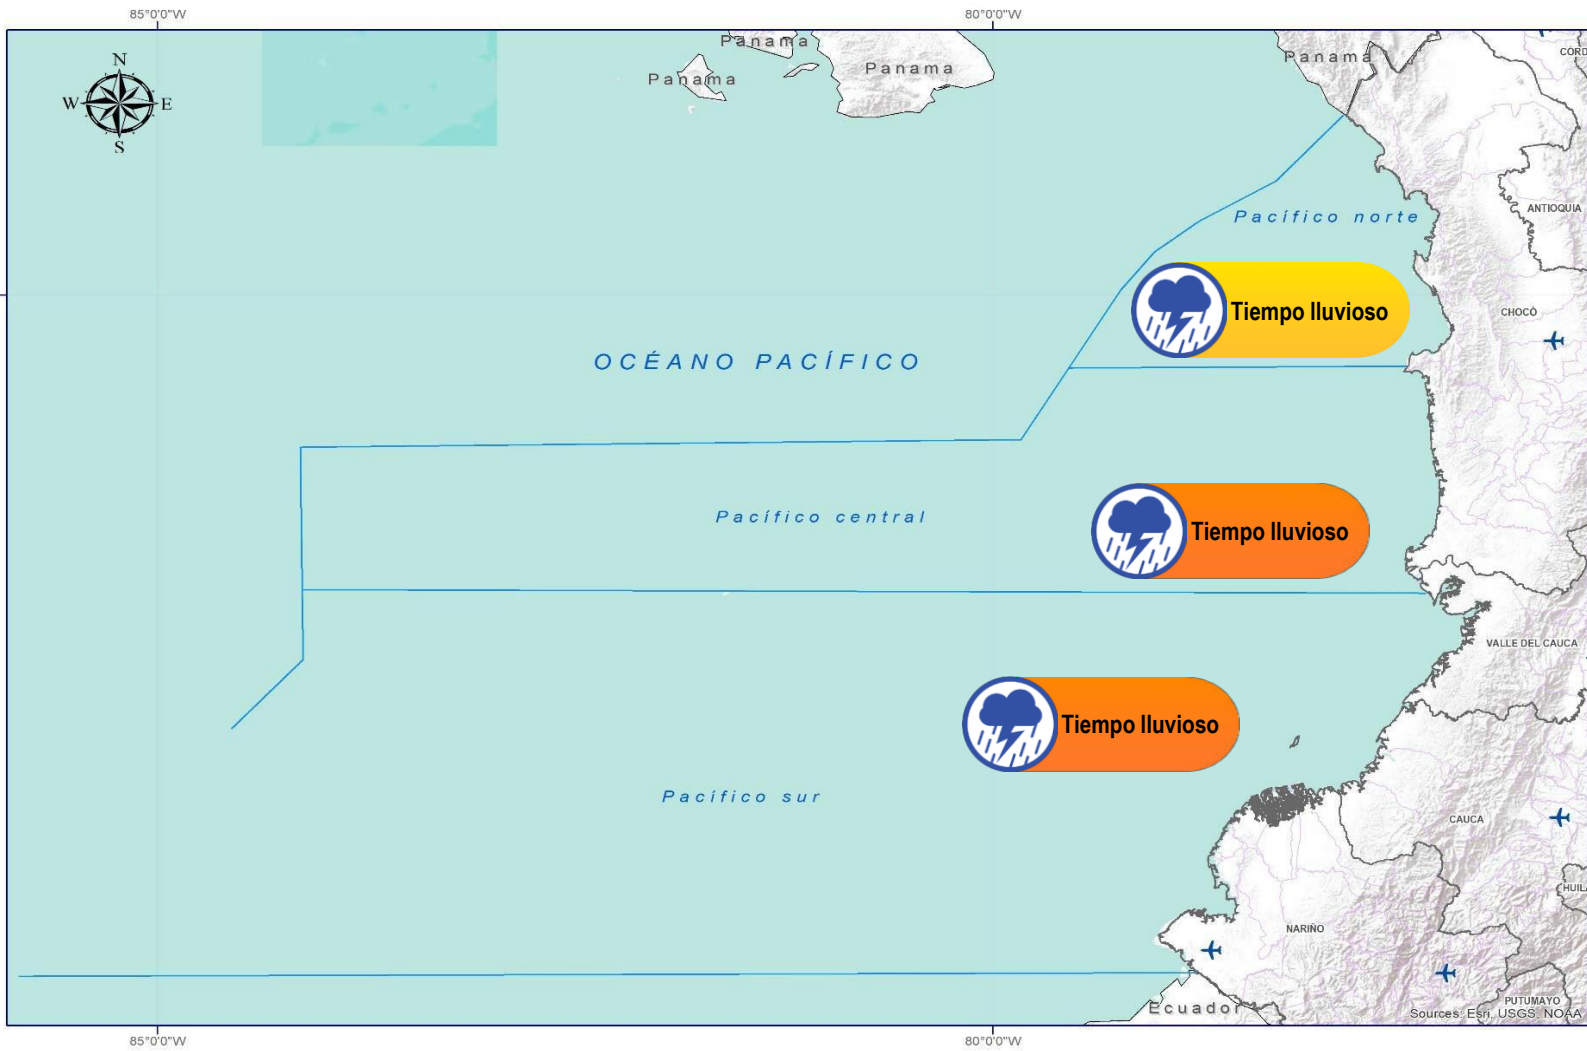 85°0'0"W
80°0'0"W
N
W
E
S
Panama
Panama
Panama
Panama
ANTIOQUIA
Pacífico norte
Tiempo lluvioso
CHOCÓ
OCÉANO PACÍFICO
Pacífico central
Tiempo lluvioso
VALLE DEL CAUCA
Tiempo lluvioso
Pacífico sur
CAUCA
NARIÑO
PUTUMAYO
Ecuador
Sources: Esri, USGS, NOAA
85°0'0"W
80°0'0"W